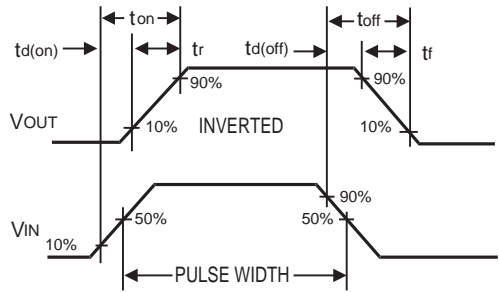 ton toff
td(on) tr td(off) tf
90% 90%
VOUT 10% INVERTED 10%
90%
50% 50%
VIN
10%
PULSE WIDTH